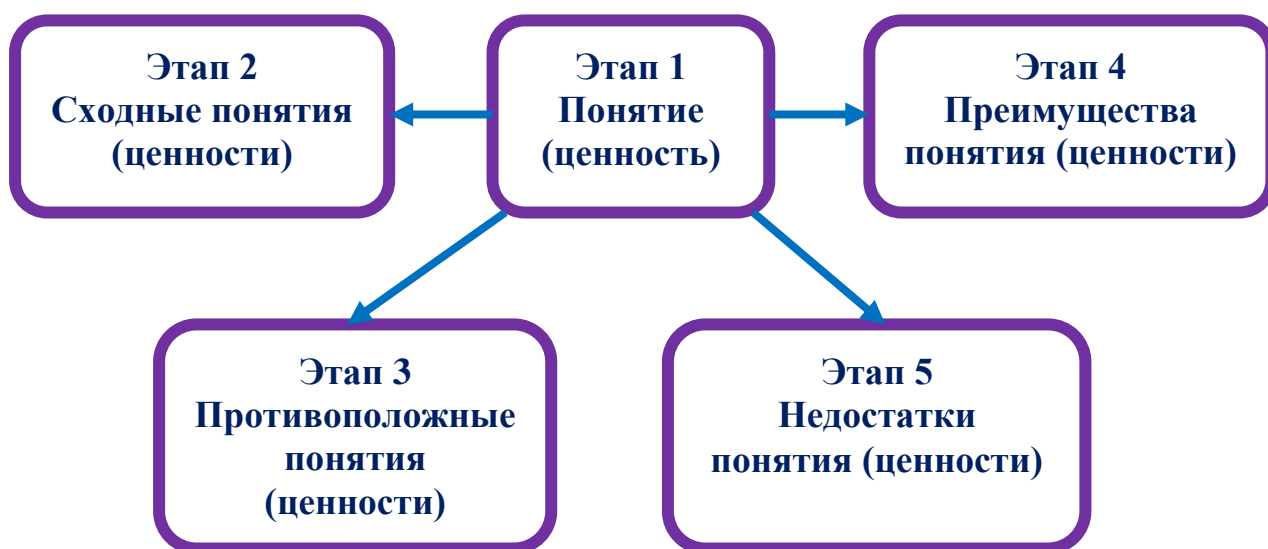 Этап 2
Сходные понятия
(ценности)
Этап 1
Понятие
(ценность)
Этап 4
Преимущества
понятия (ценности)
Этап 3
Противоположные
понятия
(ценности)
Этап 5
Недостатки
понятия (ценности)